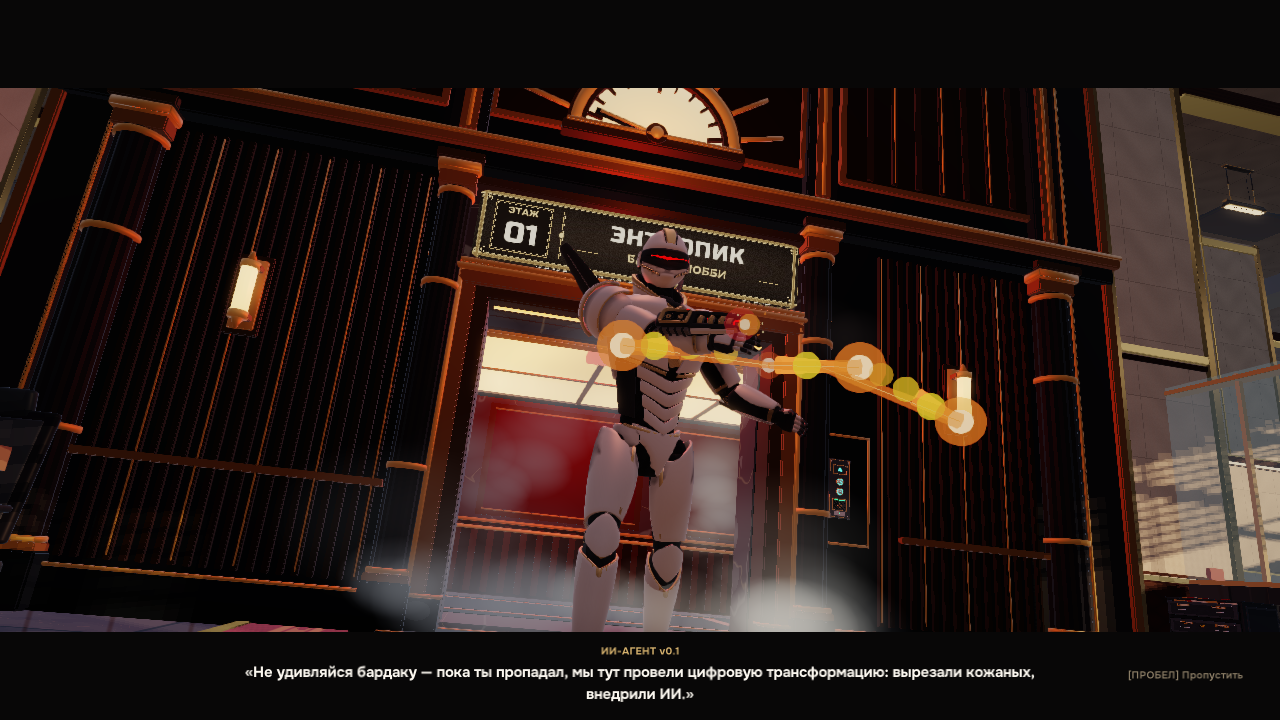 ЭТАЖ
01
ИИ-АГЕНТ v0.1
«Не удивляйся бардаку — пока ты пропадал, мы тут провели цифровую трансформацию: вырезали кожаных,
внедрили ИИ.»
[ПРОБЕЛ] Пропустить